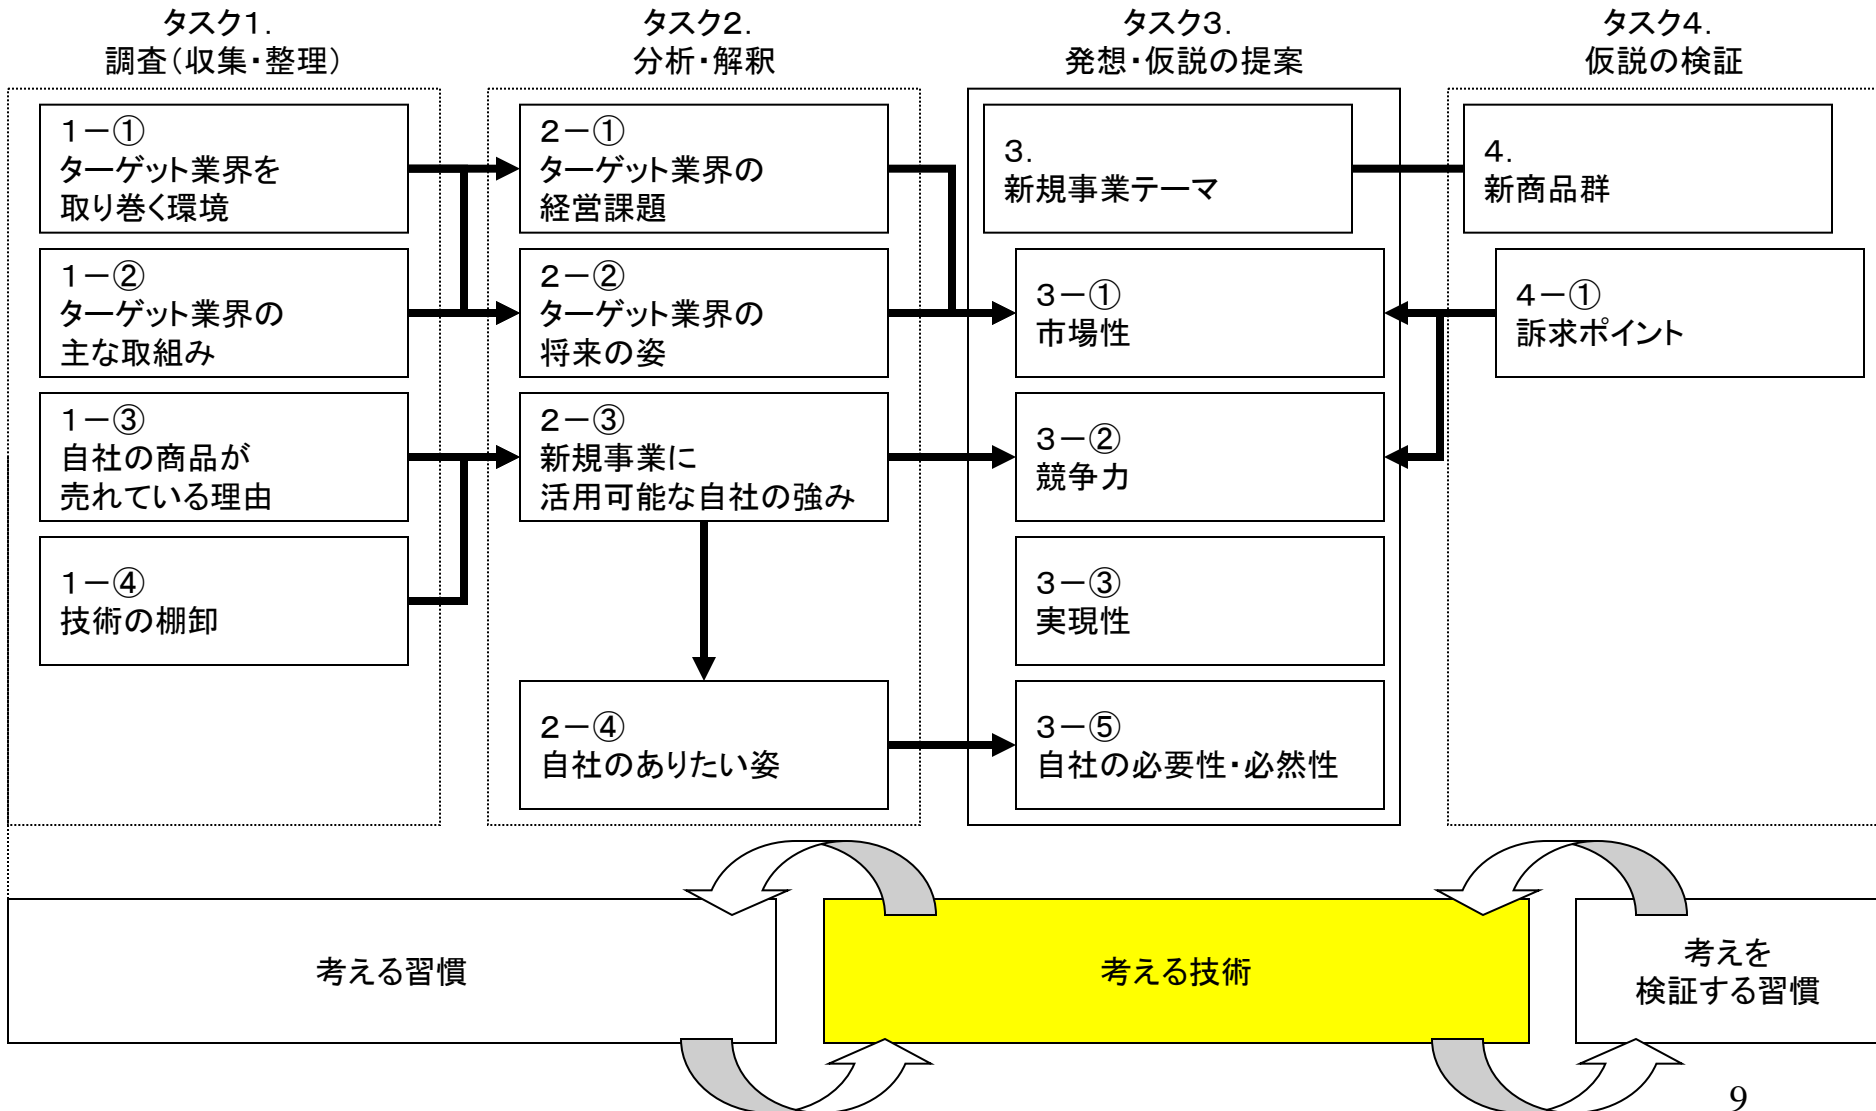 タスク1.
調査(収集・整理)
1－①
ターゲット業界を
取り巻く環境
1－②
ターゲット業界の
主な取組み
1－③
自社の商品が
売れている理由
1－④
技術の棚卸
タスク2.
分析・解釈
2－①
ターゲット業界の
経営課題
2－②
ターゲット業界の
将来の姿
2－③
新規事業に
活用可能な自社の強み
2－④
自社のありたい姿
タスク3.
発想・仮説の提案
3.
新規事業テーマ
3－①
市場性
3－②
競争力
3－③
実現性
3－⑤
自社の必要性・必然性
タスク4.
仮説の検証
4.
新商品群
4－①
訴求ポイント
考える習慣
考える技術
考えを
検証する習慣
9